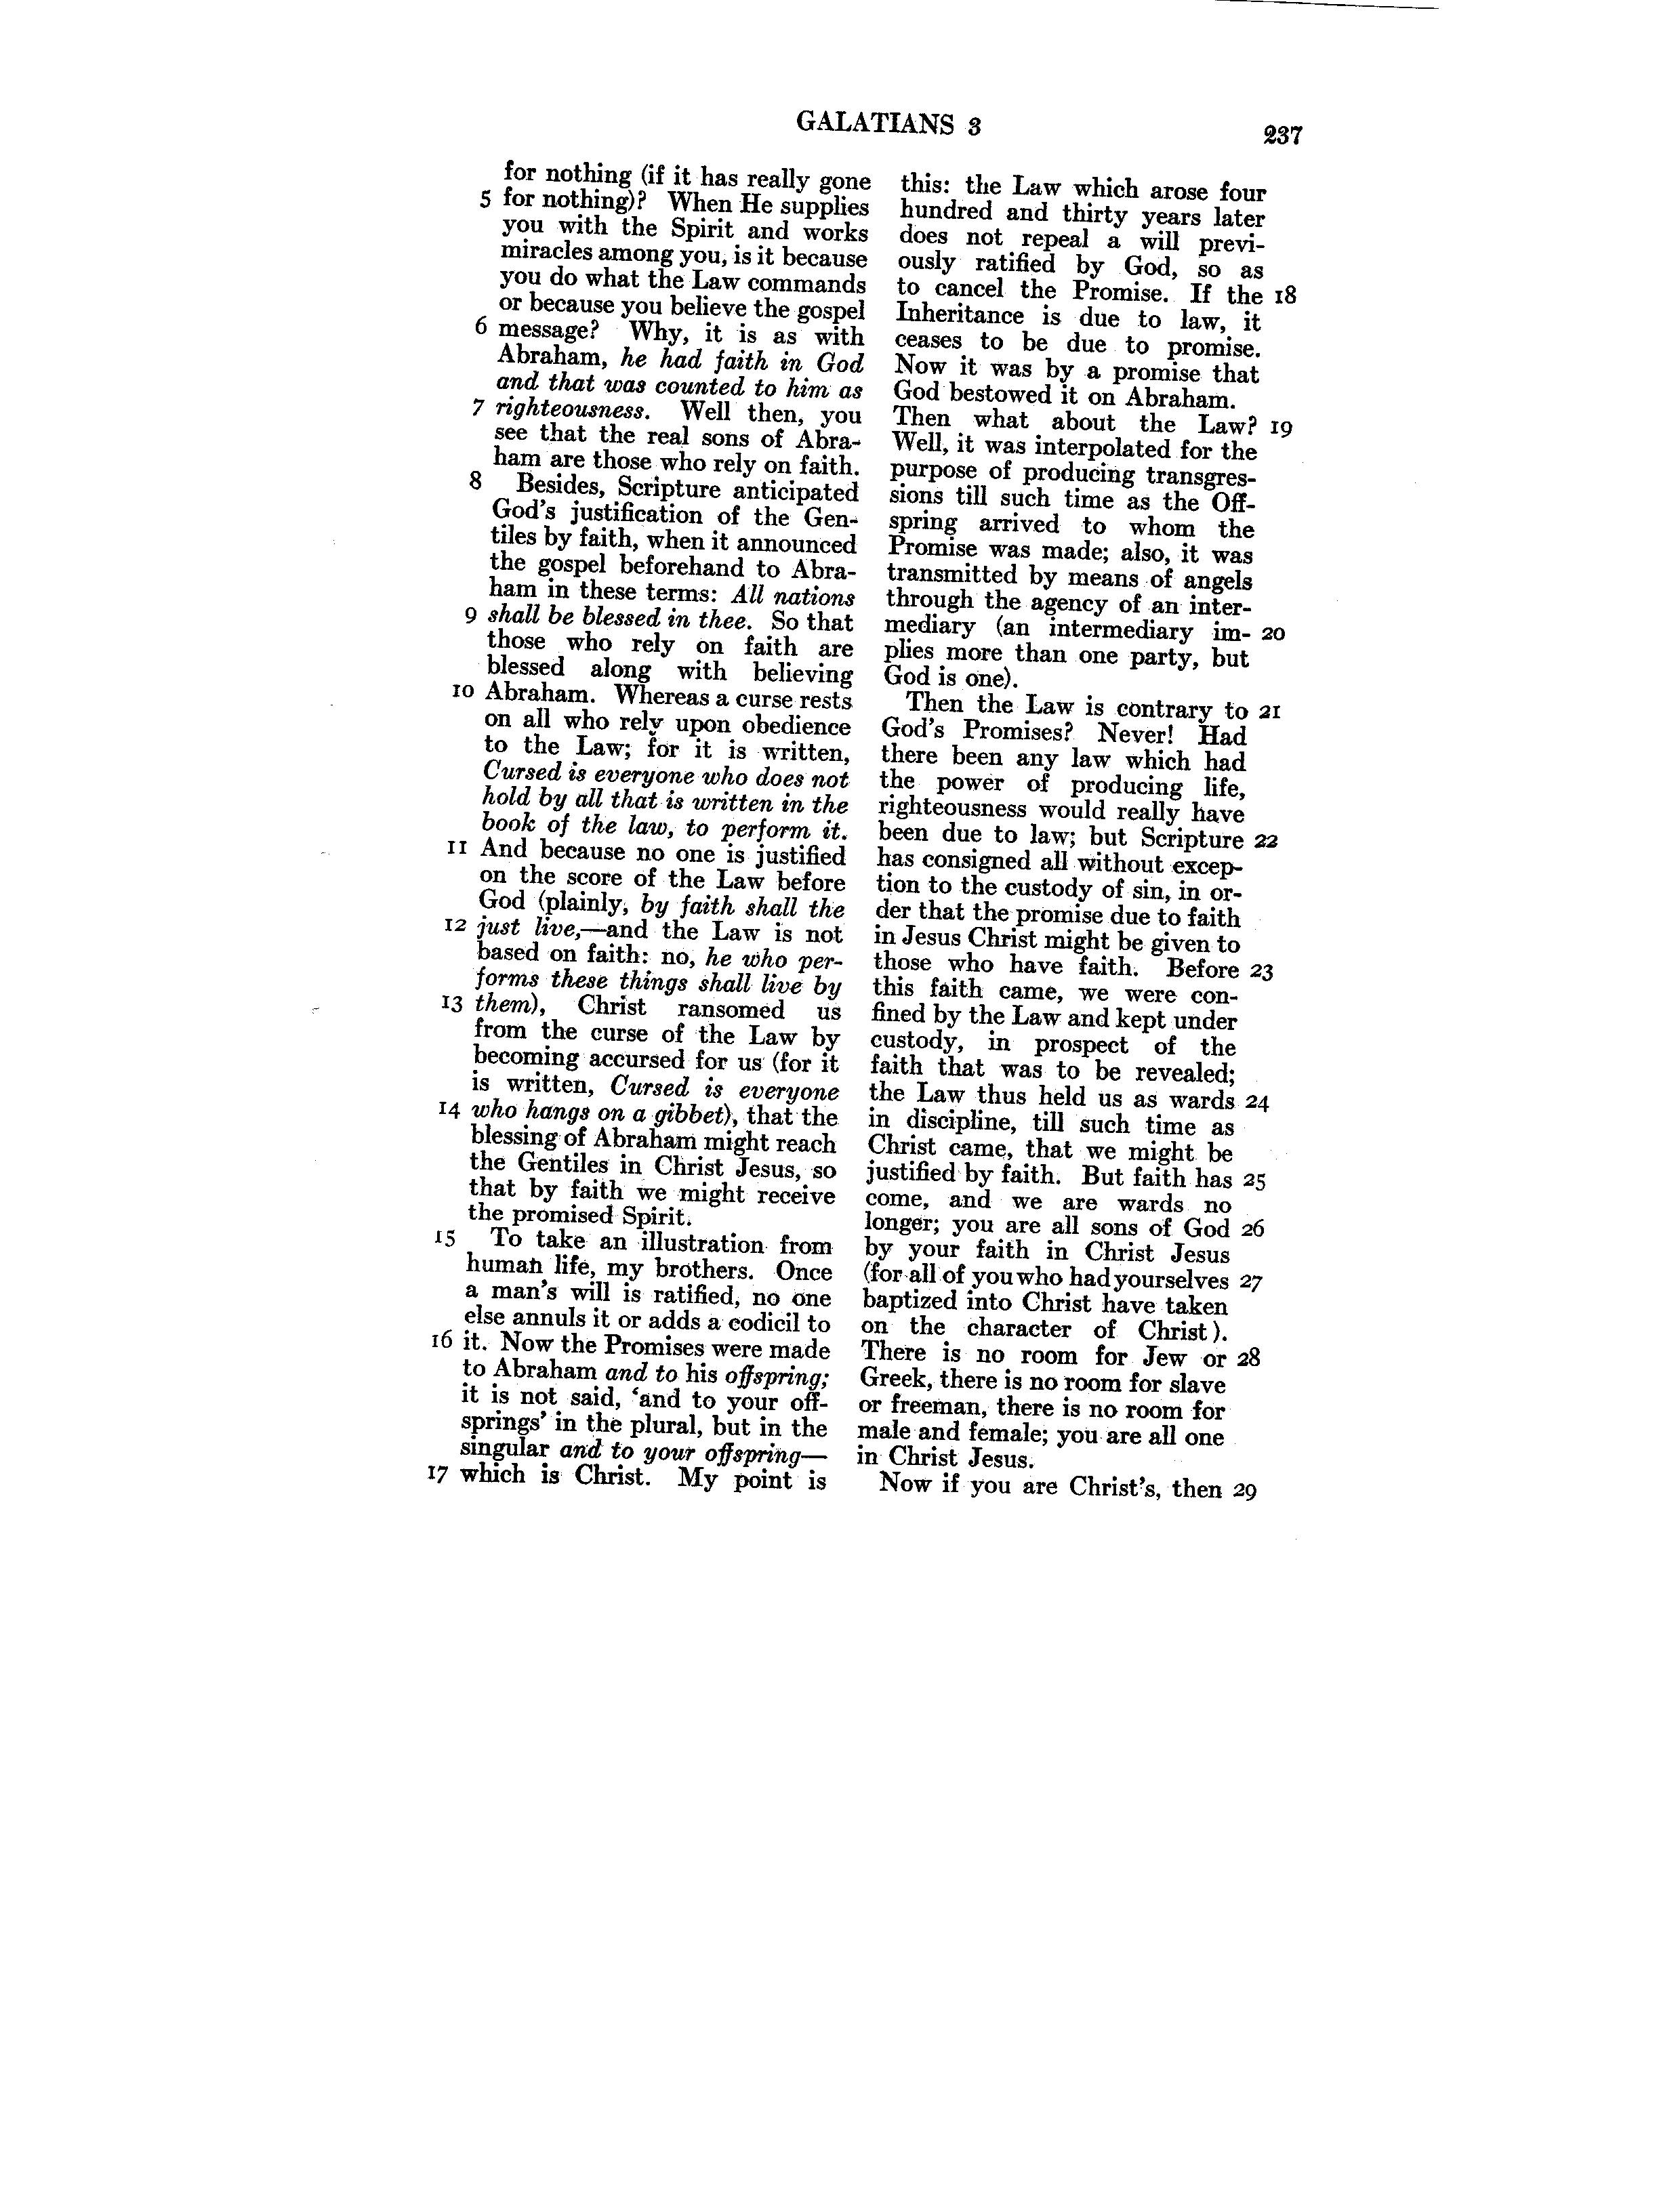 GALATIANS 3
237
for nothing (if it has really gone
5 for nothing)? When He supplies
you with the Spirit and works
miracles among you, is it because
you do what the Law commands
or because you believe the gospel
6 message? Why, it is as with
Abraham, he had faith in God
and that was counted to him as
7 righteousness. Well then, you
see that the real sons of Abra-
ham are those who rely on faith.
8 Besides, Scripture anticipated
God's justification of the Gen-
tiles by faith, when it announced
the gospel beforehand to Abra-
ham in these terms: All nations
9 shall be blessed in thee. So that
those who rely on faith are
blessed along with believing
10 Abraham. Whereas a curse rests
on all who rely upon obedience
to the Law; for it is written,
Cursed is everyone who does not
hold by all that is written in the
book of the law, to perform it.
11 And because no one is justified
on the score of the Law before
God (plainly, by faith shall the
12 just live,—and the Law is not
based on faith: no, he who per-
forms these things shall live by
13 them), Christ ransomed us
from the curse of the Law by
becoming accursed for us (for it
is written, Cursed is everyone
14 who hangs on a gibbet), that the
blessing of Abraham might reach
the Gentiles in Christ Jesus, so
that by faith we might receive
the promised Spirit.
15 To take an illustration from
human life, my brothers. Once
a man's will is ratified, no one
else annuls it or adds a codicil to
16 it. Now the Promises were made
to Abraham and to his offspring;
it is not said, 'and to your off-
springs' in the plural, but in the
singular and to your offspring—
17 which is Christ. My point is
this: the Law which arose four
hundred and thirty years later
does not repeal a will previ-
ously ratified by God, so as
to cancel the Promise. If the 18
Inheritance is due to law, it
ceases to be due to promise.
Now it was by a promise that
God bestowed it on Abraham.
Then what about the Law? 19
Well, it was interpolated for the
purpose of producing transgres-
sions till such time as the Off-
spring arrived to whom the
Promise was made; also, it was
transmitted by means of angels
through the agency of an inter-
mediary (an intermediary im- 20
plies more than one party, but
God is one).
Then the Law is contrary to 21
God's Promises? Never! Had
there been any law which had
the power of producing life,
righteousness would really have
been due to law; but Scripture 22
has consigned all without excep-
tion to the custody of sin, in or-
der that the promise due to faith
in Jesus Christ might be given to
those who have faith. Before 23
this faith came, we were con-
fined by the Law and kept under
custody, in prospect of the
faith that was to be revealed;
the Law thus held us as wards 24
in discipline, till such time as
Christ came, that we might be
justified by faith. But faith has 25
come, and we are wards no
longer; you are all sons of God 26
by your faith in Christ Jesus
(for all of you who had yourselves 27
baptized into Christ have taken
on the character of Christ).
There is no room for Jew or 28
Greek, there is no room for slave
or freeman, there is no room for
male and female; you are all one
in Christ Jesus.
Now if you are Christ's, then 29